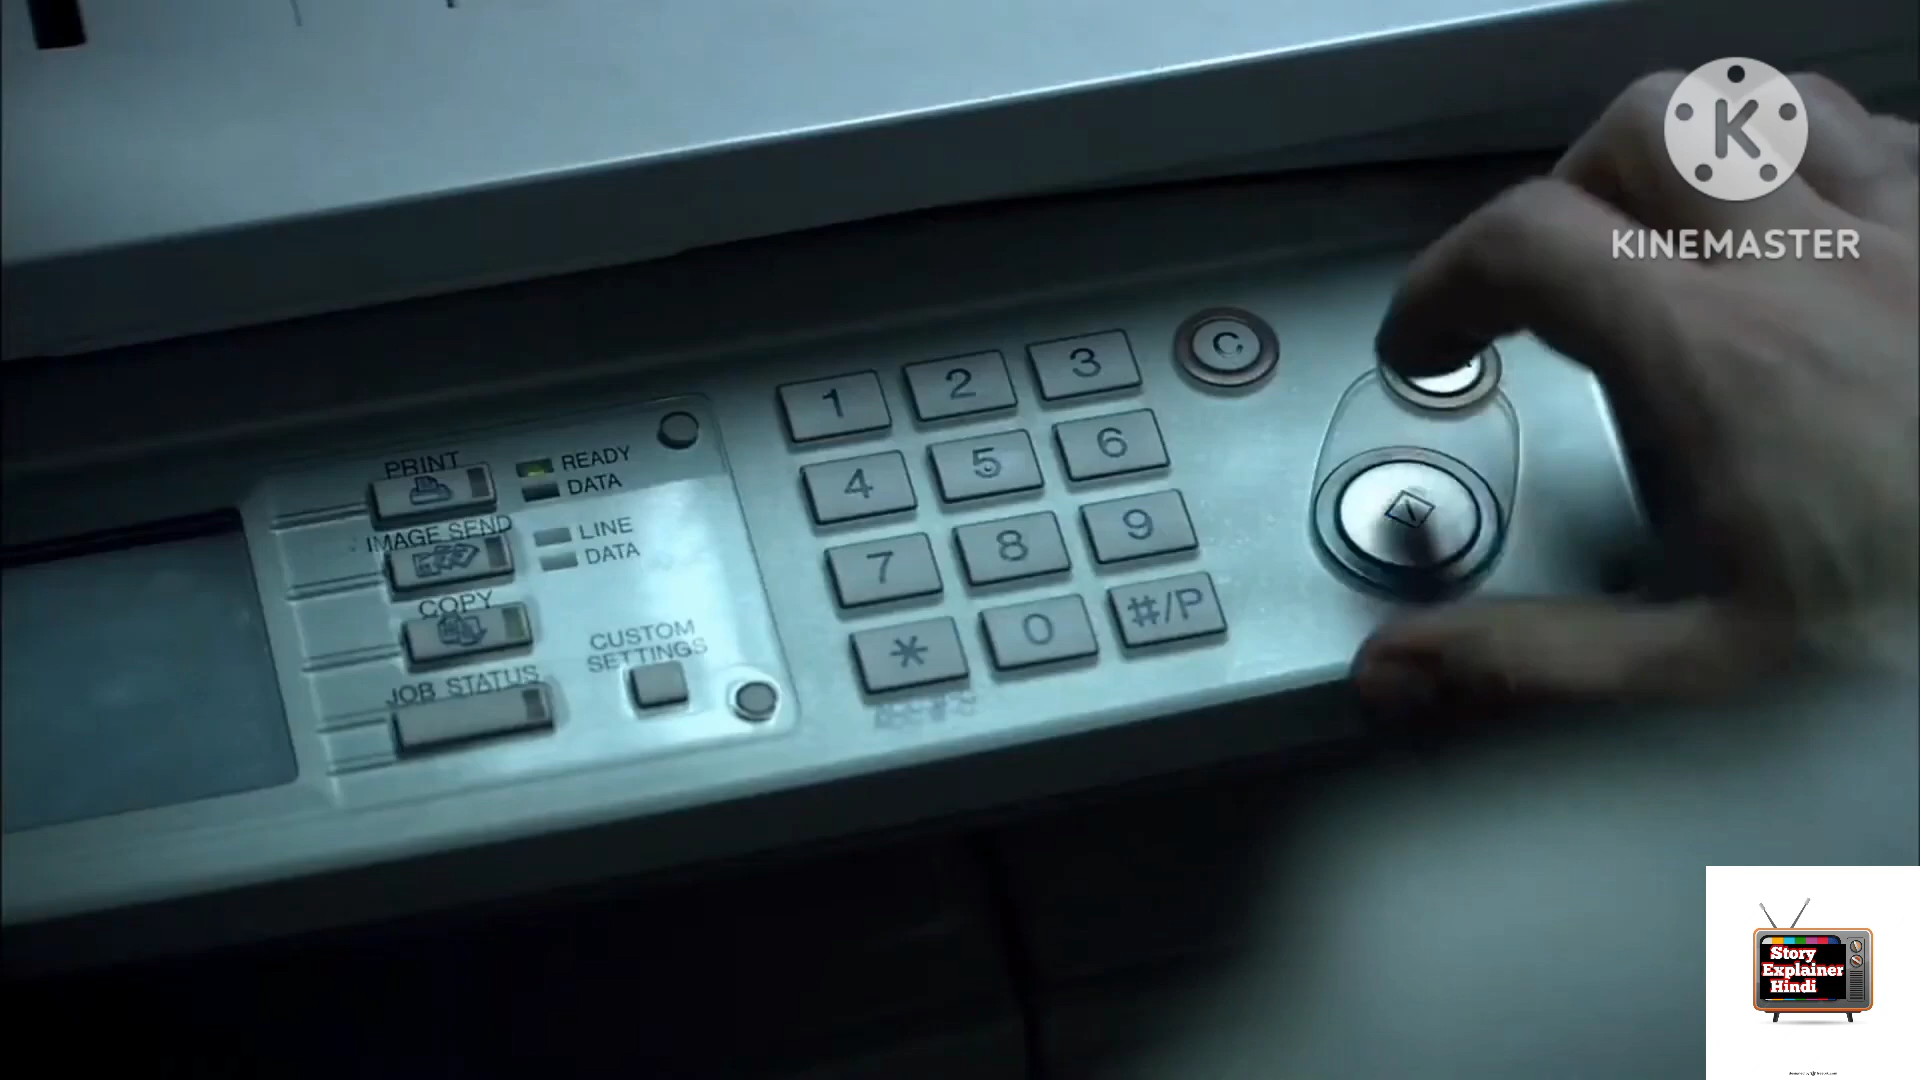 KINEMASTER
1
2
3
C
4
5
6
7
8
9
*
0
#/P
PRINT
READY
DATA
IMAGE SEND
LINE
DATA
COPY
CUSTOM
SETTINGS
JOB STATUS
Story
Explainer
Hindi